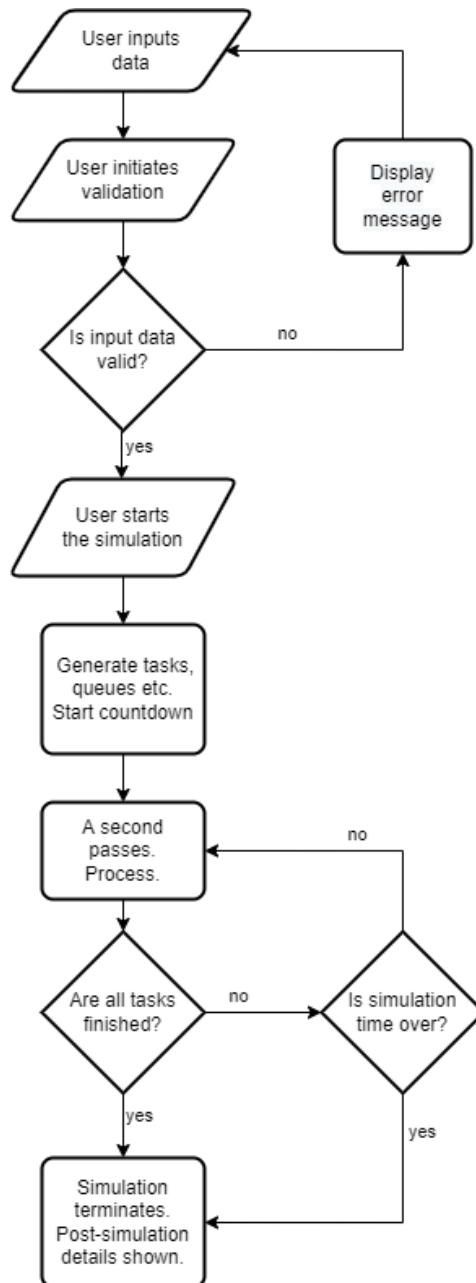 User inputs
data
User initiates
validation
Display
error
message
Is input data
valid?
no
yes
User starts
the simulation
Generate tasks,
queues etc.
Start countdown
A second
passes.
Process.
no
Are all tasks
finished?
no
Is simulation
time over?
yes
yes
Simulation
terminates.
Post-simulation
details shown.